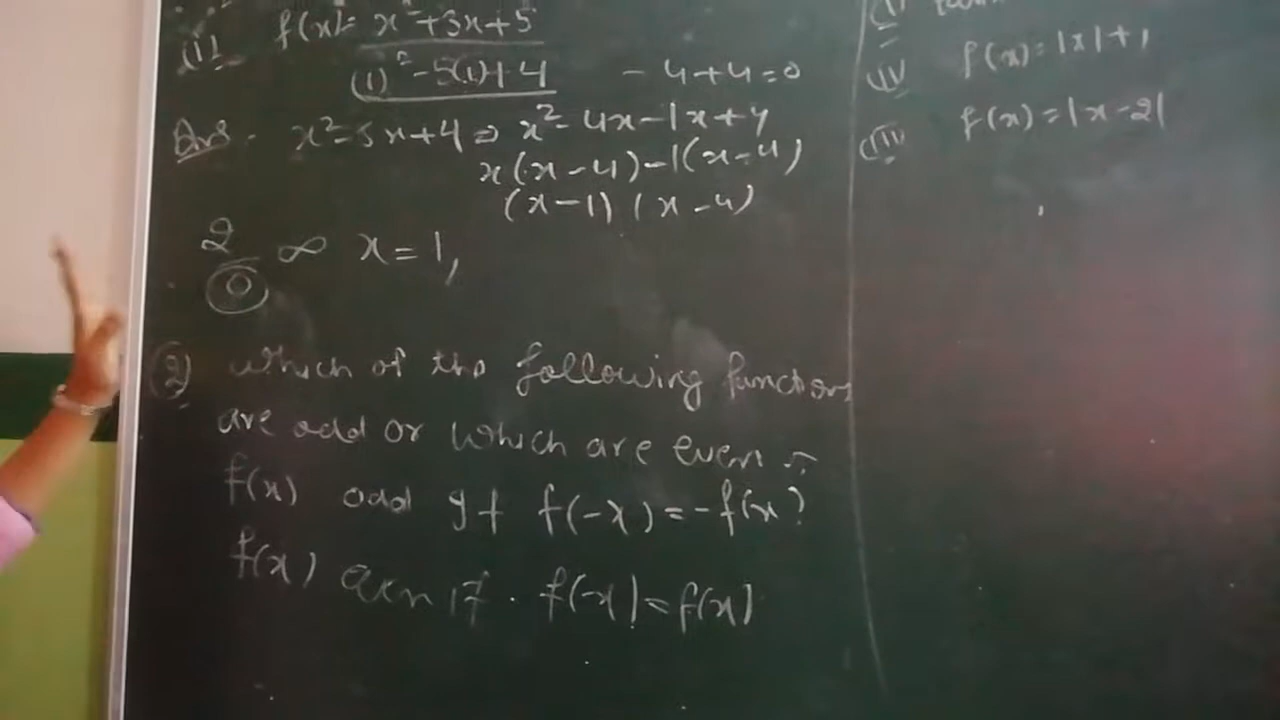 (i) f(x)= x²+3x+5
(1)²-5(1)+4 -4+4=0
Ans. x²-5x+4 ⇒ x²-4x-1x+4
x(x-4)-1(x-4)
(x-1)(x-4)
2/0 ∞ x=1,
(2) Which of the following functions
are odd or which are even :-
f(x) odd if f(-x)=-f(x)
f(x) even if. f(-x)=f(x)
f(x)=|x|+1
(iii) f(x)=|x-2|